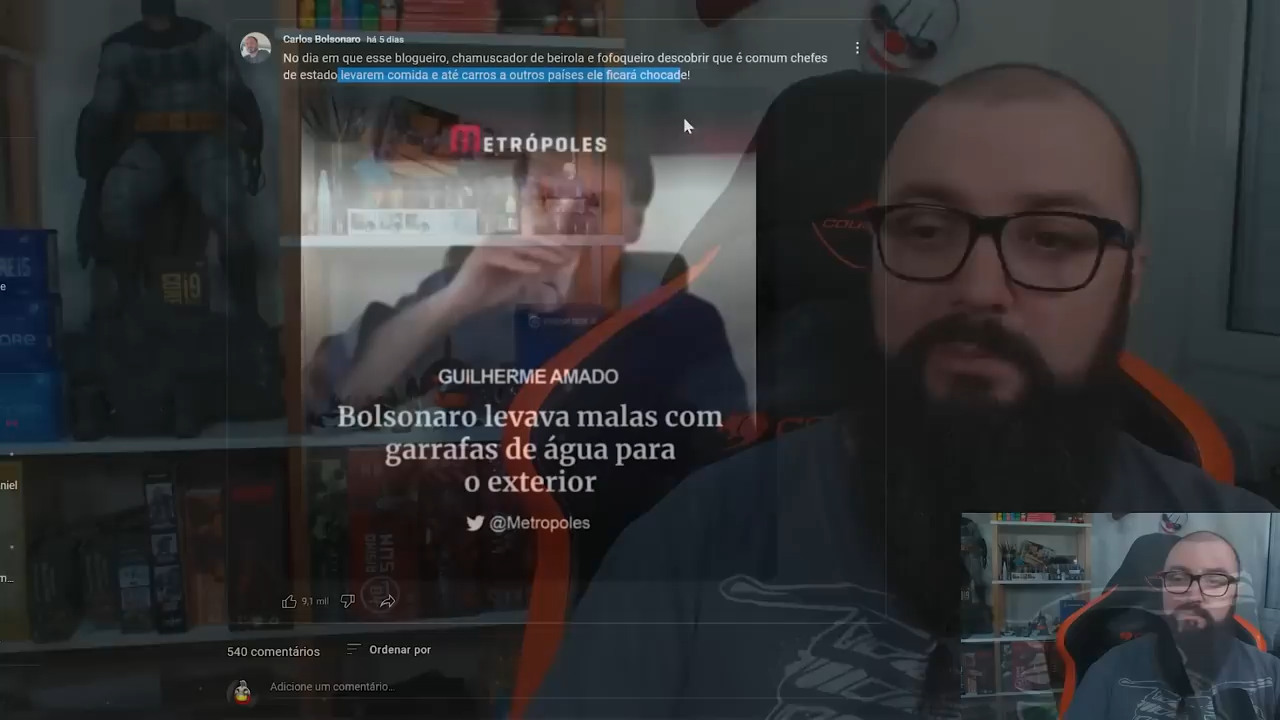 Carlos Bolsonaro há 5 dias
No dia em que esse blogueiro, chamuscador de beirola e fofoqueiro descobrir que é comum chefes
de estado levarem comida e até carros a outros países ele ficará chocade!
METRÓPOLES
GUILHERME AMADO
Bolsonaro levava malas com
garrafas de água para
o exterior
@Metropoles
niel
m...
9,1 mil
540 comentários
Ordenar por
Adicione um comentário...